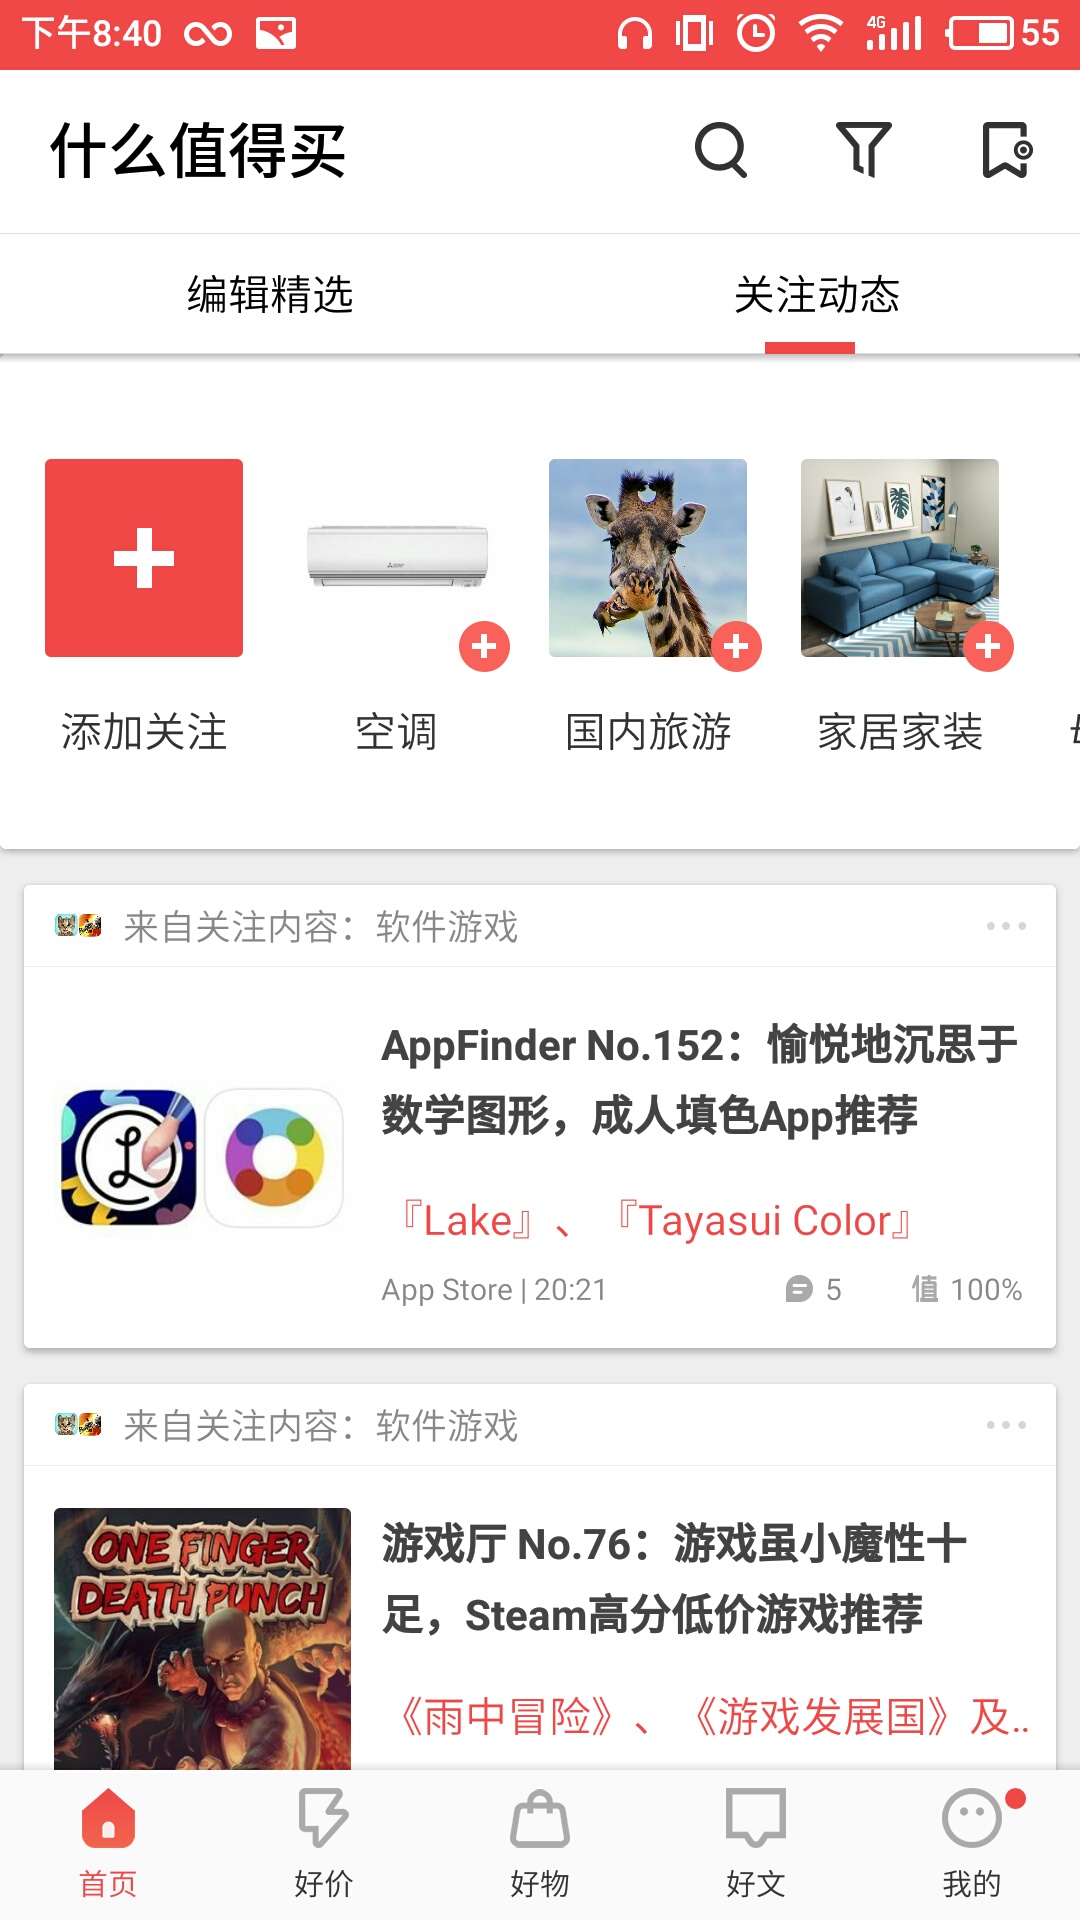 下午8:40
4G
55
什么值得买
编辑精选
关注动态
添加关注
空调
国内旅游
家居家装
来自关注内容：软件游戏
AppFinder No.152：愉悦地沉思于
数学图形，成人填色App推荐
『Lake』、『Tayasui Color』
App Store | 20:21
5
值 100%
来自关注内容：软件游戏
ONE FINGER
DEATH PUNCH
游戏厅 No.76：游戏虽小魔性十
足，Steam高分低价游戏推荐
《雨中冒险》、《游戏发展国》及..
首页
好价
好物
好文
我的